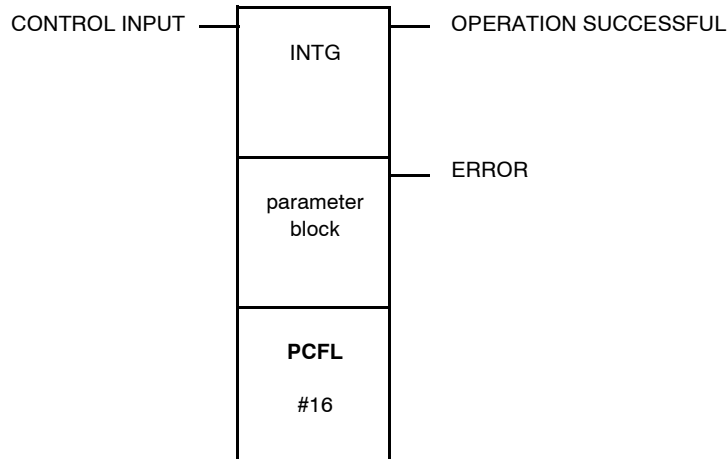 CONTROL INPUT
OPERATION SUCCESSFUL
INTG
ERROR
parameter
block
PCFL
#16